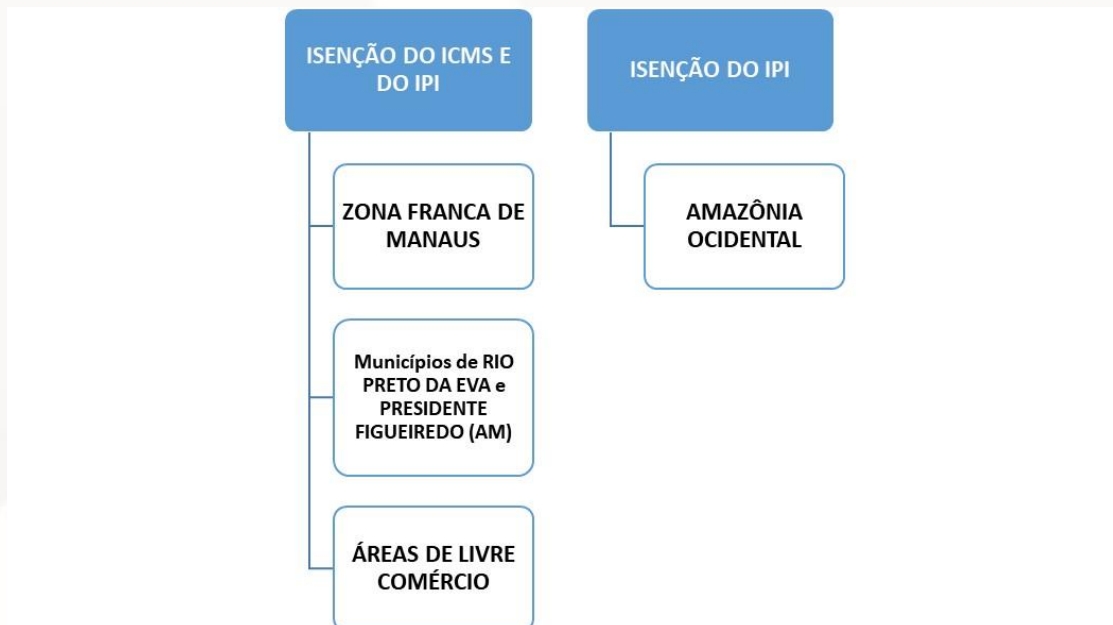 ISENÇÃO DO ICMS E
DO IPI
ZONA FRANCA DE
MANAUS
Municípios de RIO
PRETO DA EVA e
PRESIDENTE
FIGUEIREDO (AM)
ÁREAS DE LIVRE
COMÉRCIO
ISENÇÃO DO IPI
AMAZÔNIA
OCIDENTAL